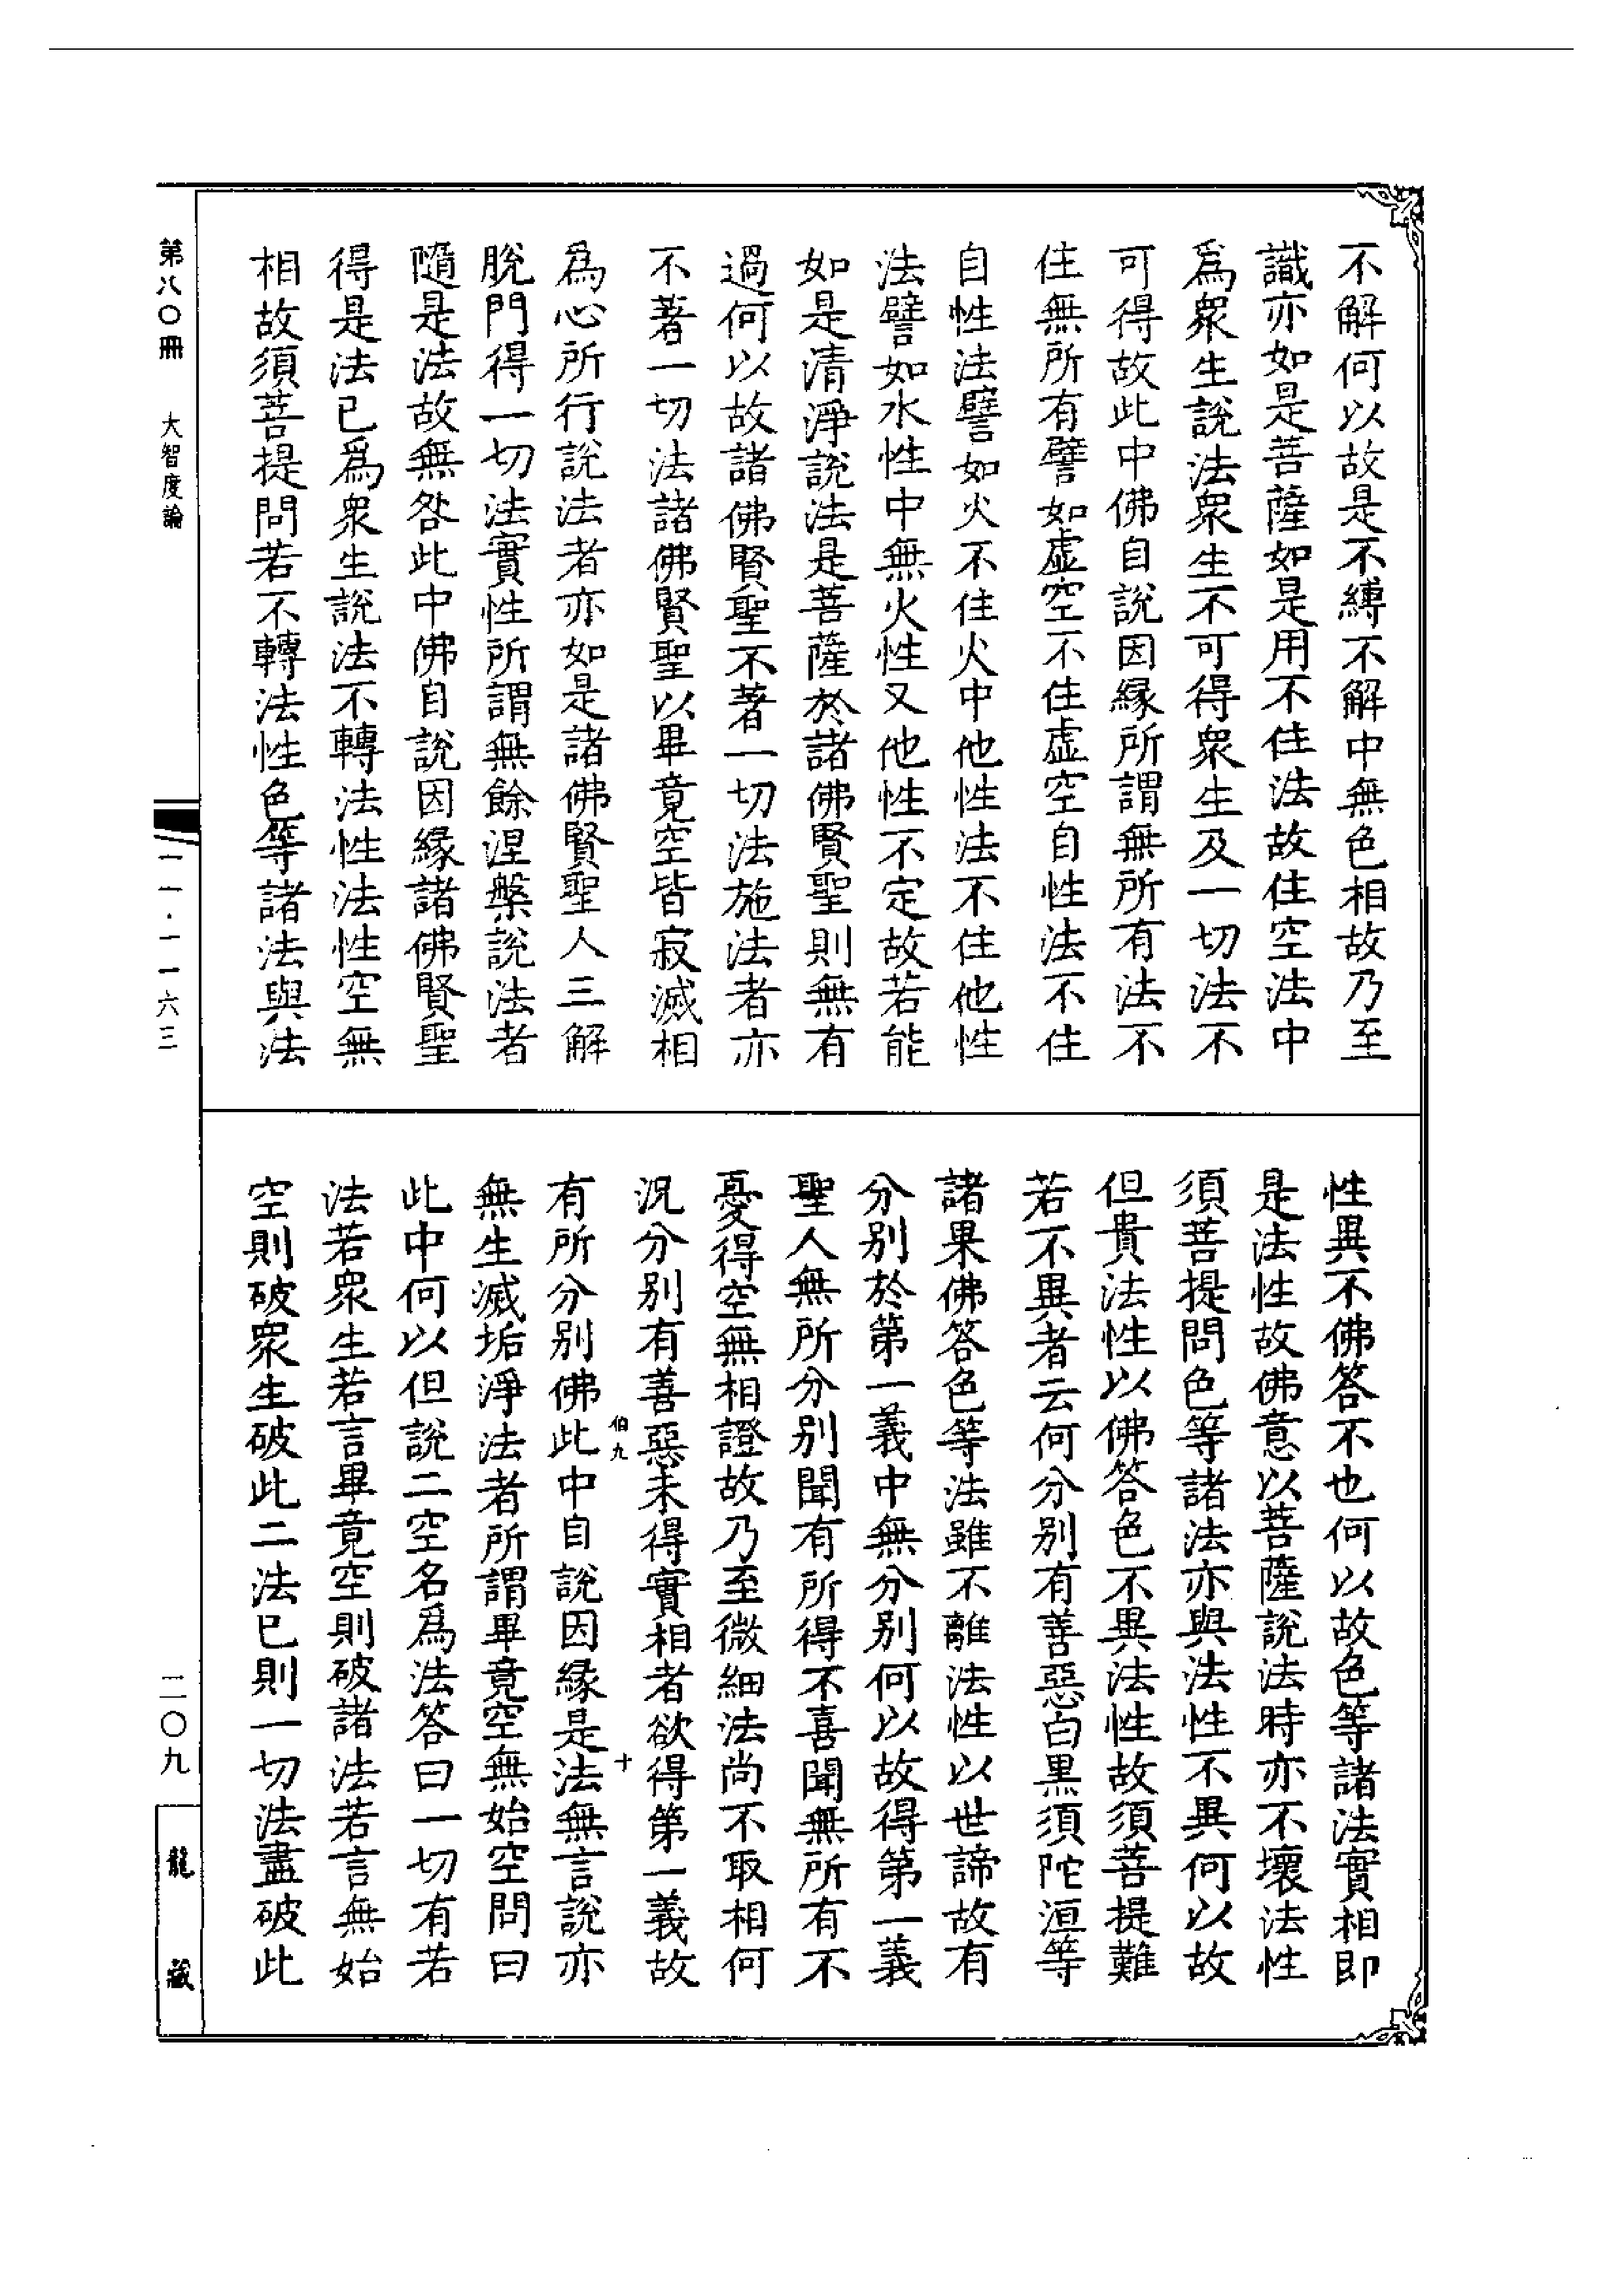 不解何以故是不縛不解中無色相故乃至
識亦如是菩薩如是用不住法故住空法中
爲衆生說法衆生不可得衆生及一切法不
可得故此中佛自說因緣所謂無所有法不
住無所有譬如虛空不住虛空自性法不住
自性法譬如火不住火中他性法不住他性
法譬如水性中無火性又他性不定故若能
如是清淨說法是菩薩於諸佛賢聖則無有
過何以故諸佛賢聖不著一切法施法者亦
不著一切法諸佛賢聖以畢竟空皆寂滅相
為心所行說法者亦如是諸佛賢聖人三解
脫門得一切法實性所謂無餘涅槃說法者
隨是法故無咎此中佛自說因緣諸佛賢聖
得是法已爲衆生說法不轉法性法性空無
相故須菩提問若不轉法性色等諸法與法
性異不佛答不也何以故色等諸法實相即
是法性故佛意以菩薩說法時亦不壞法性
須菩提問色等諸法亦與法性不異何以故
但貴法性以佛答色不異法性故須菩提難
若不異者云何分别有善惡白黑須陀洹等
諸果佛答色等法雖不離法性以世諦故有
分别於第一義中無分别何以故得第一義
聖人無所分别聞有所得不喜聞無所有不
憂得空無相證故乃至微細法尚不取相何
況分别有善惡未得實相者欲得第一義故
伯九
十
有所分别佛此中自說因緣是法無言說亦
無生滅垢淨法者所謂畢竟空無始空問曰
此中何以但說二空名爲法答曰一切有若
法若衆生若言畢竟空則破諸法若言無始
空則破衆生破此二法已則一切法盡破此
第八〇冊
大智度論
一一·一一六三
二〇九
龍藏